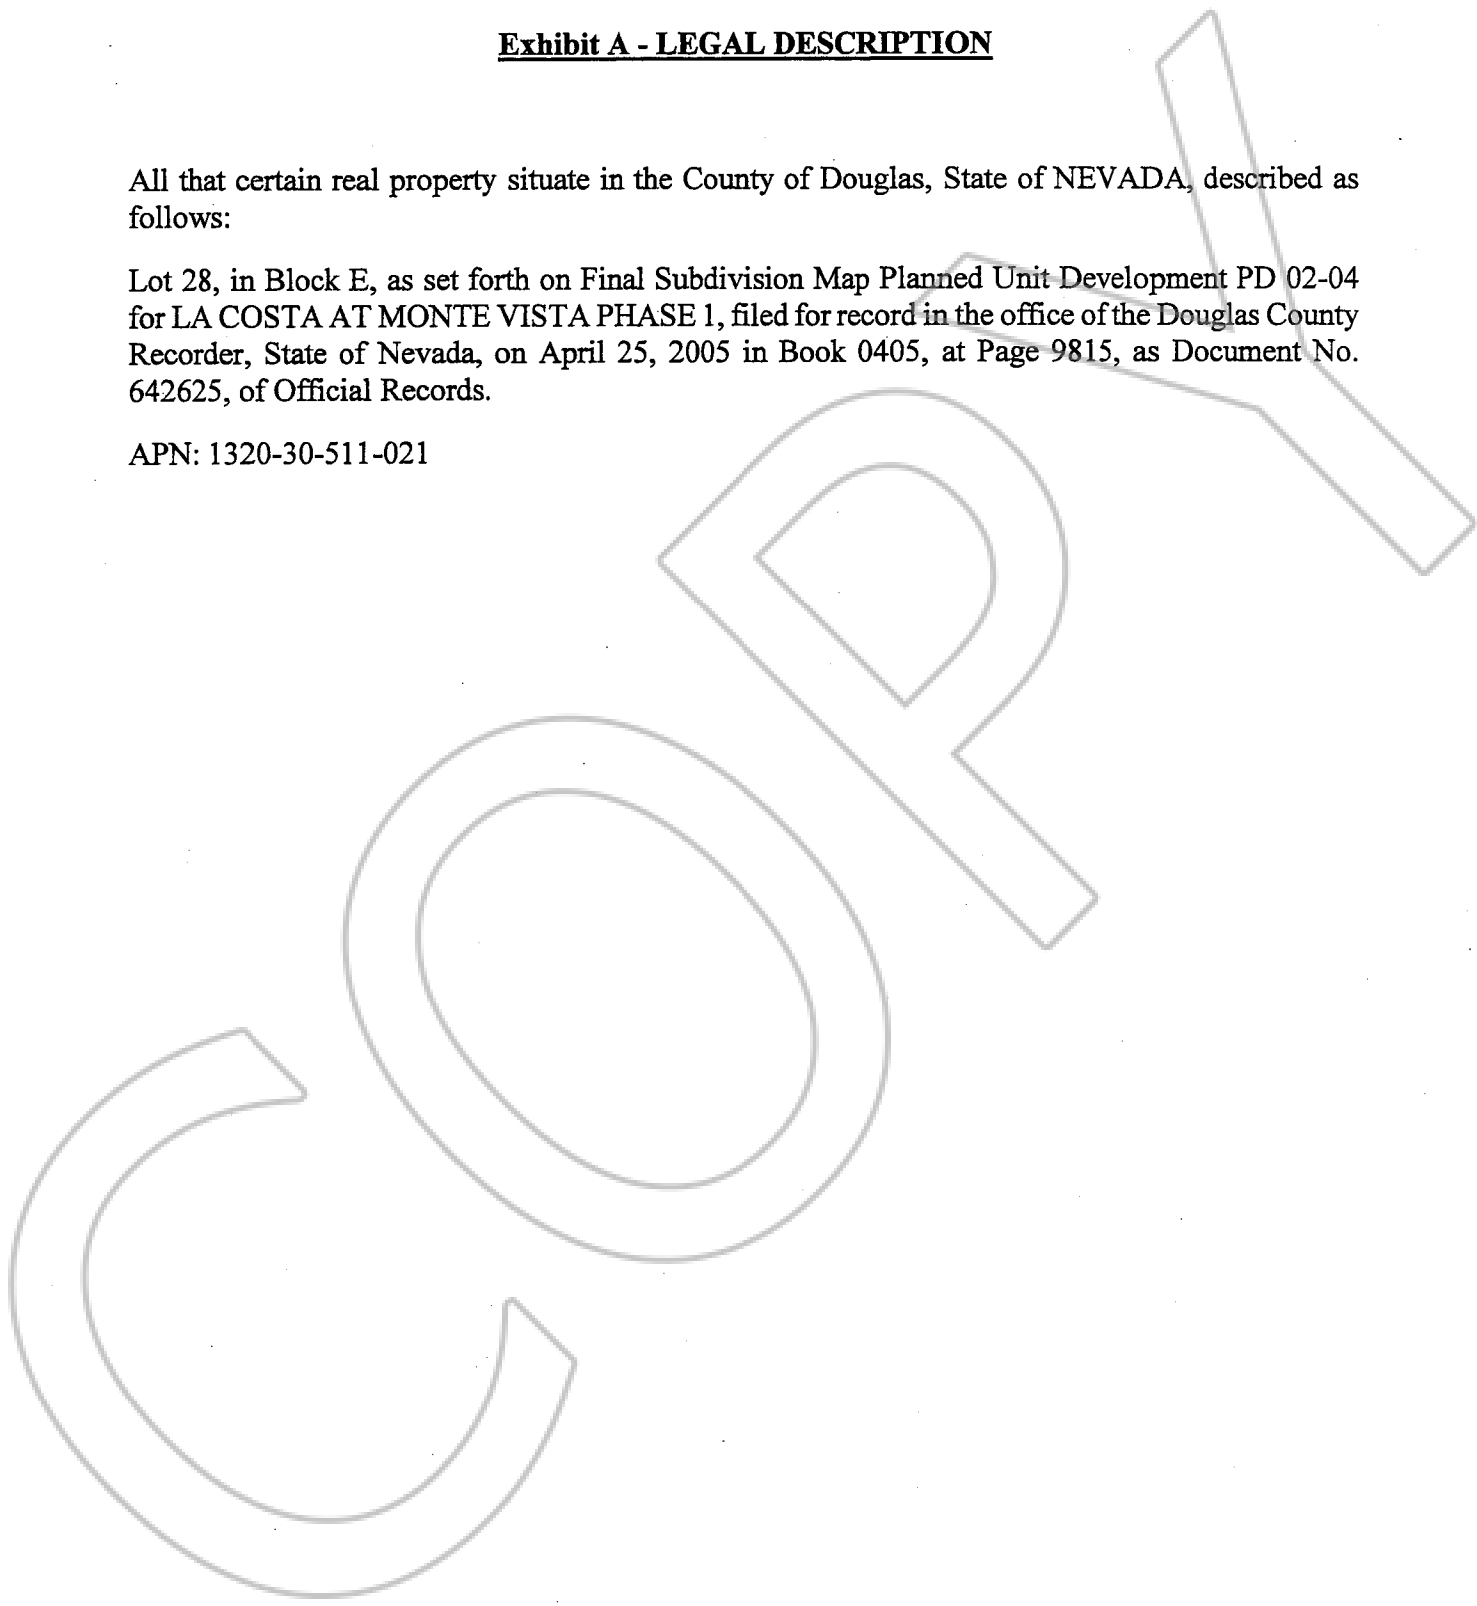 Exhibit A - LEGAL DESCRIPTION
All that certain real property situate in the County of Douglas, State of NEVADA, described as
follows:
Lot 28, in Block E, as set forth on Final Subdivision Map Planned Unit Development PD 02-04
for LA COSTA AT MONTE VISTA PHASE 1, filed for record in the office of the Douglas County
Recorder, State of Nevada, on April 25, 2005 in Book 0405, at Page 9815, as Document No.
642625, of Official Records.
APN: 1320-30-511-021
COPY